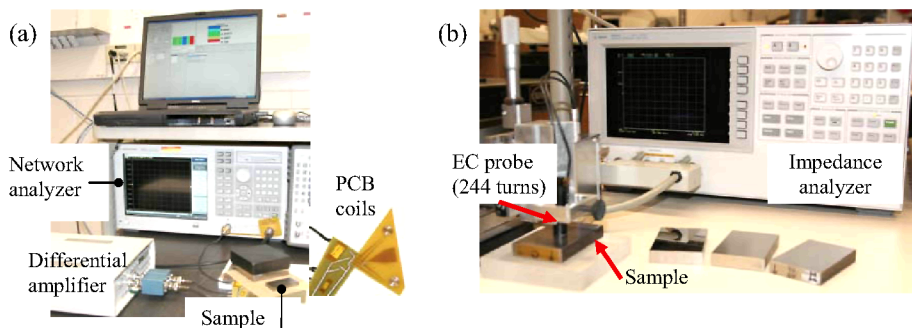 (a)
Network
analyzer
PCB
coils
Differential
amplifier
Sample
(b)
EC probe
(244 turns)
Impedance
analyzer
Sample